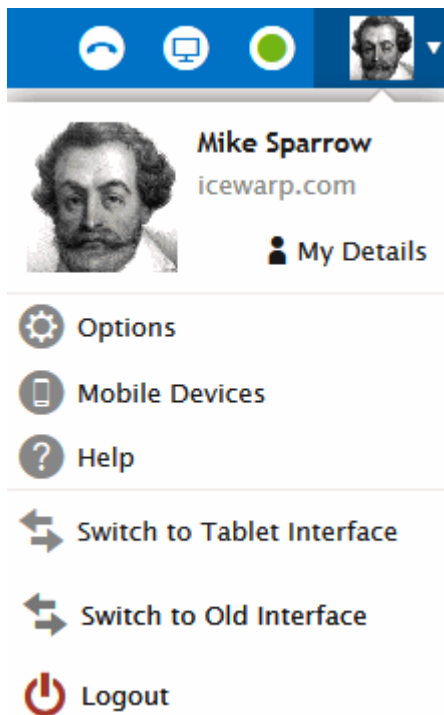 Mike Sparrow
icewarp.com
My Details
Options
Mobile Devices
Help
Switch to Tablet Interface
Switch to Old Interface
Logout